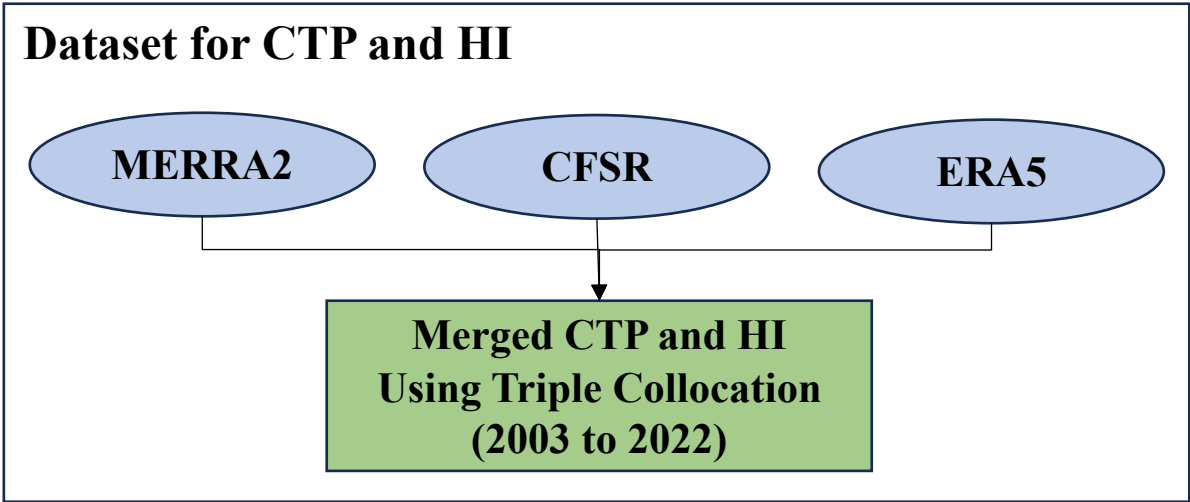 Dataset for CTP and HI
MERRA2
CFSR
ERA5
Merged CTP and HI
Using Triple Collocation
(2003 to 2022)